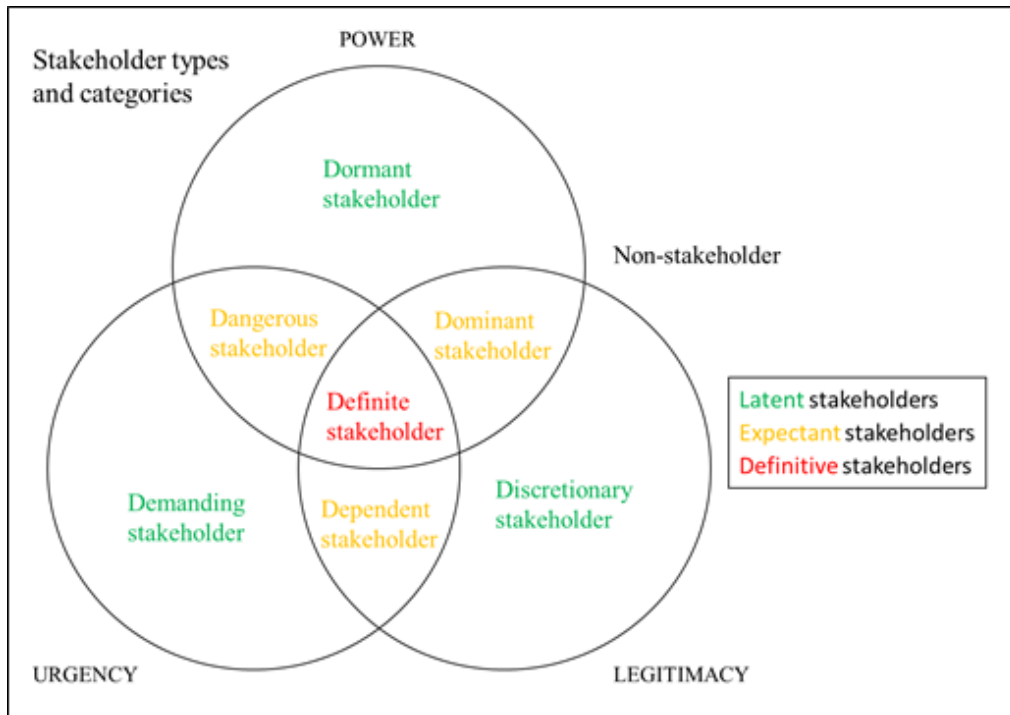 POWER
Stakeholder types
and categories
Dormant
stakeholder
Non-stakeholder
Dangerous
stakeholder
Dominant
stakeholder
Definite
stakeholder
Latent stakeholders
Expectant stakeholders
Definitive stakeholders
Demanding
stakeholder
Dependent
stakeholder
Discretionary
stakeholder
URGENCY
LEGITIMACY